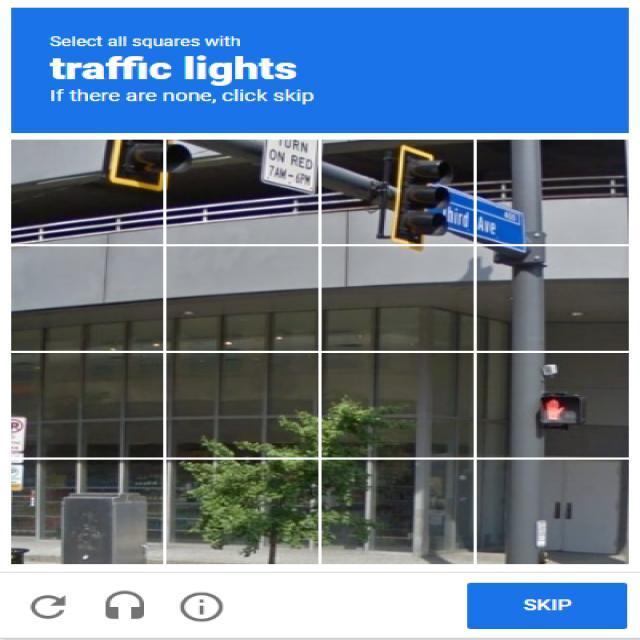 Select all squares with
traffic lights
If there are none, click skip
TURN
ON RED
7AM-6PM
400
hird Ave
R
SKIP